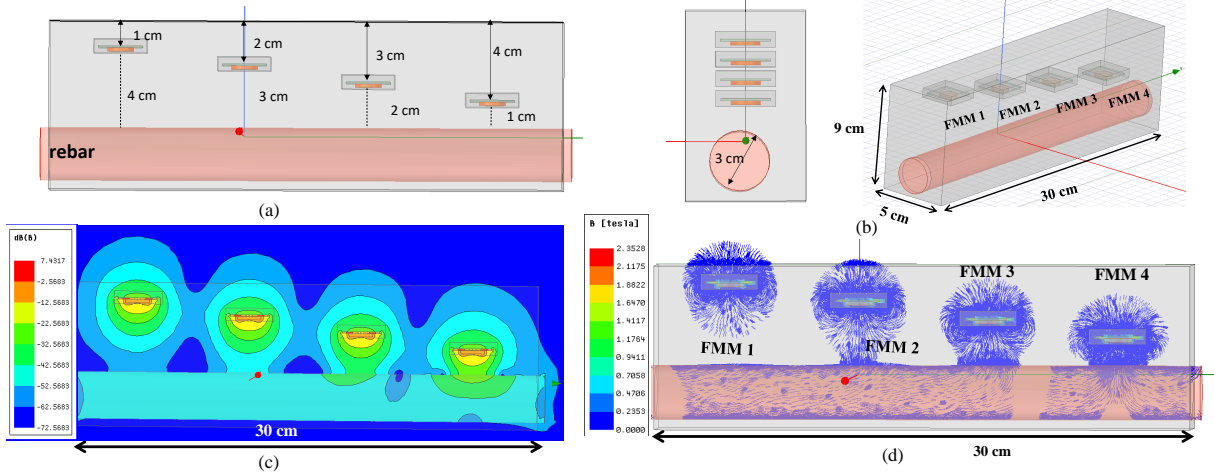 1 cm
2 cm
3 cm
4 cm
4 cm
3 cm
2 cm
1 cm
rebar
(a)
3 cm
9 cm
5 cm
30 cm
FMM 1
FMM 2
FMM 3
FMM 4
(b)
dB(B)
7.4317
-2.5683
-12.5683
-22.5683
-32.5683
-42.5683
-52.5683
-62.5683
-72.5683
30 cm
(c)
B [tesla]
2.3528
2.1175
1.8822
1.6470
1.4117
1.1764
0.9411
0.7058
0.4706
0.2353
0.0000
FMM 1
FMM 2
FMM 3
FMM 4
30 cm
(d)